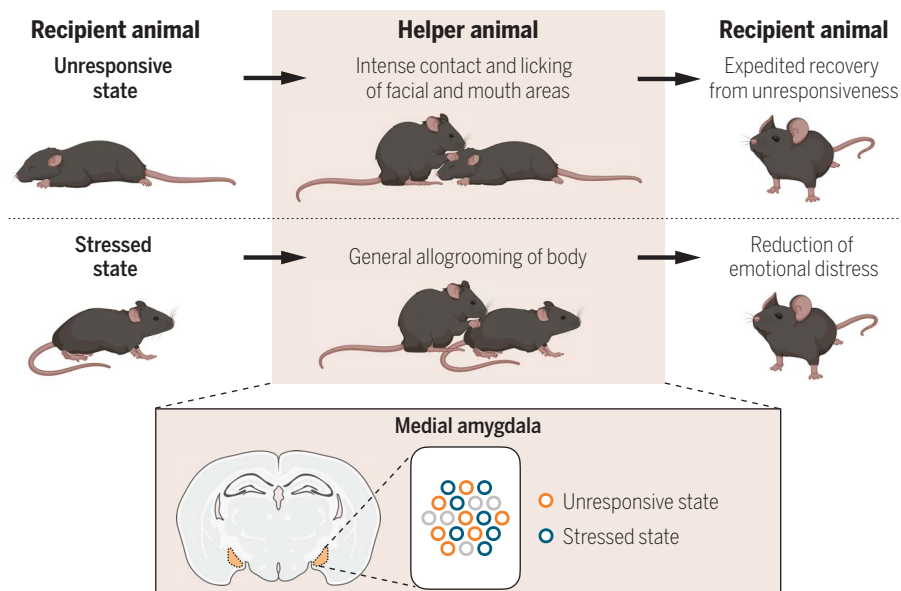 Recipient animal
Helper animal
Recipient animal
Unresponsive
state
Intense contact and licking
of facial and mouth areas
Expedited recovery
from unresponsiveness
Stressed
state
General allogrooming of body
Reduction of
emotional distress
Medial amygdala
Unresponsive state
Stressed state